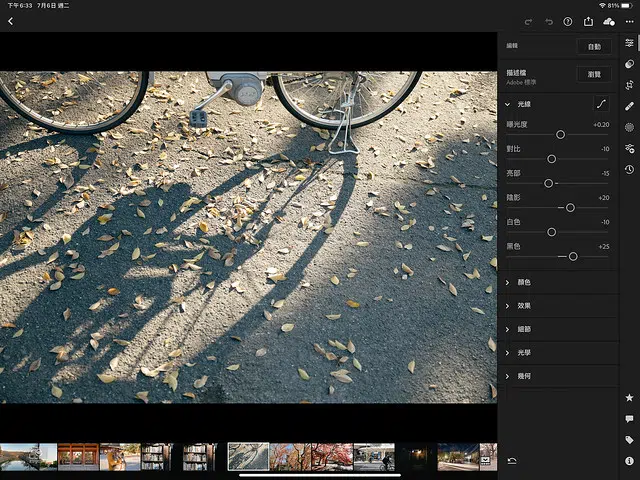 下午6:33 7月6日 週二
81%
編輯
自動
描述檔
Adobe 標準
瀏覽
光線
曝光度 +0.20
對比 -10
亮部 -15
陰影 +20
白色 -10
黑色 +25
顏色
效果
細節
光學
幾何